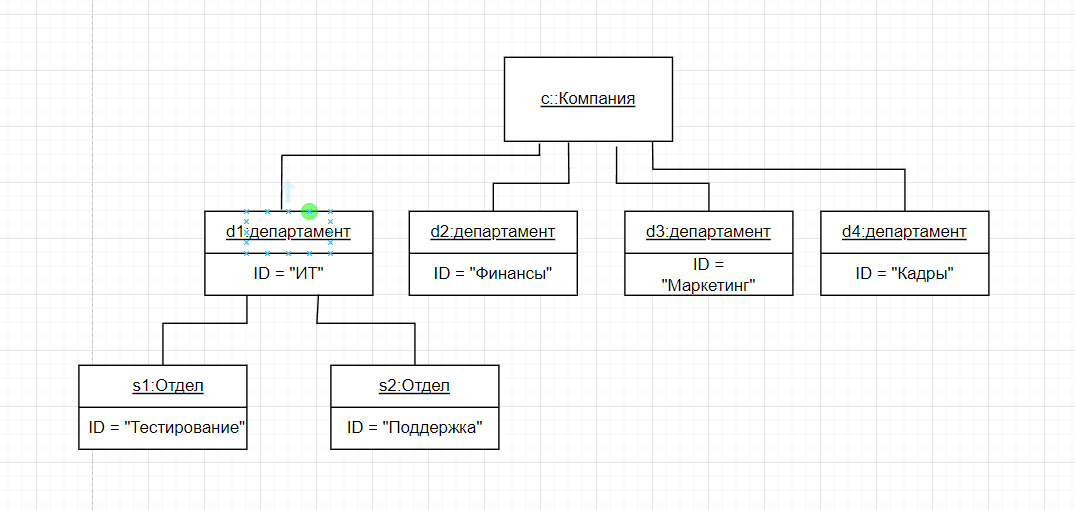 c::Компания
d1:департамент
d2:департамент
d3:департамент
d4:департамент
ID = "ИТ"
ID = "Финансы"
ID =
"Маркетинг"
ID = "Кадры"
s1:Отдел
s2:Отдел
ID = "Тестирование"
ID = "Поддержка"